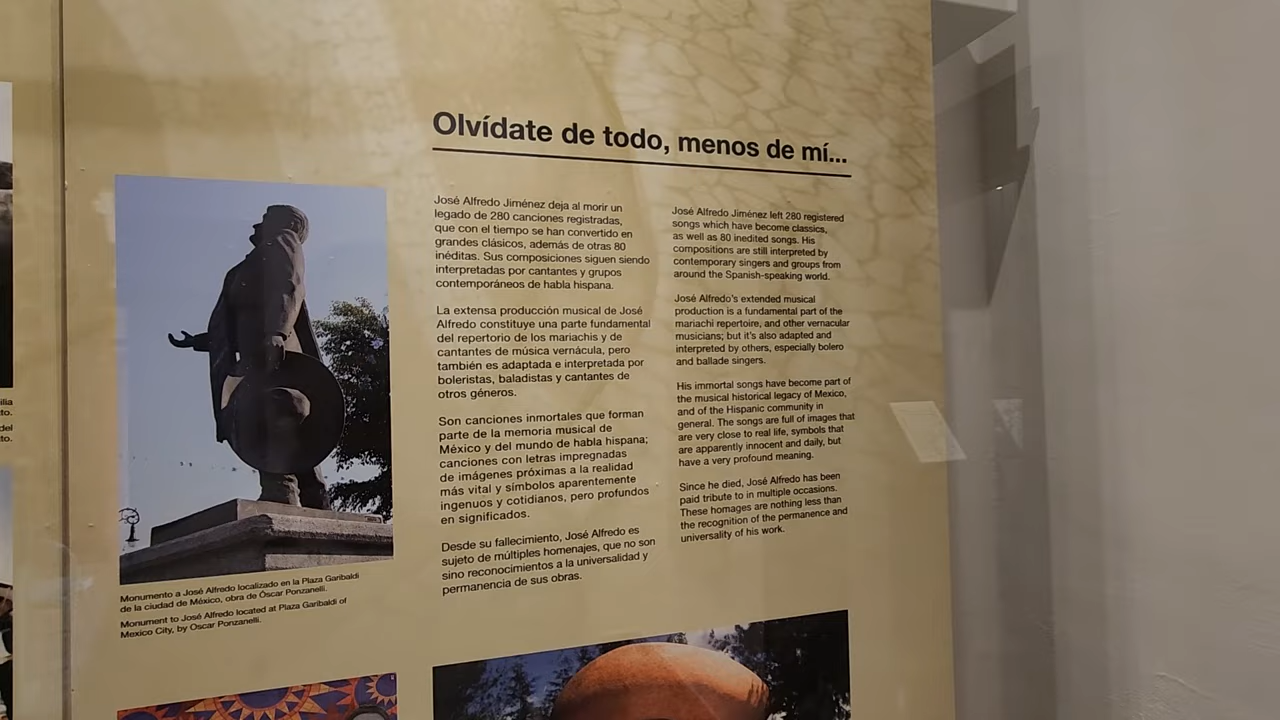 Olvídate de todo, menos de mí...
José Alfredo Jiménez deja al morir un
legado de 280 canciones registradas,
que con el tiempo se han convertido en
grandes clásicos, además de otras 80
inéditas. Sus composiciones siguen siendo
interpretadas por cantantes y grupos
contemporáneos de habla hispana.
La extensa producción musical de José
Alfredo constituye una parte fundamental
del repertorio de los mariachis y de
cantantes de música vernácula, pero
también es adaptada e interpretada por
boleristas, baladistas y cantantes de
otros géneros.
Son canciones inmortales que forman
parte de la memoria musical de
México y del mundo de habla hispana;
canciones con letras impregnadas
de imágenes próximas a la realidad
más vital y símbolos aparentemente
ingenuos y cotidianos, pero profundos
en significados.
Desde su fallecimiento, José Alfredo es
sujeto de múltiples homenajes, que no son
sino reconocimientos a la universalidad y
permanencia de sus obras.
José Alfredo Jiménez left 280 registered
songs which have become classics,
as well as 80 inedited songs. His
compositions are still interpreted by
contemporary singers and groups from
around the Spanish-speaking world.
José Alfredo's extended musical
production is a fundamental part of the
mariachi repertoire, and other vernacular
musicians; but it's also adapted and
interpreted by others, especially bolero
and ballade singers.
His immortal songs have become part of
the musical historical legacy of Mexico,
and of the Hispanic community in
general. The songs are full of images that
are very close to real life, symbols that
are apparently innocent and daily, but
have a very profound meaning.
Since he died, José Alfredo has been
paid tribute to in multiple occasions.
These homages are nothing less than
the recognition of the permanence and
universality of his work.
Monumento a José Alfredo localizado en la Plaza Garibaldi
de la ciudad de México, obra de Óscar Ponzanelli.
Monument to José Alfredo located at Plaza Garibaldi of
Mexico City, by Oscar Ponzanelli.